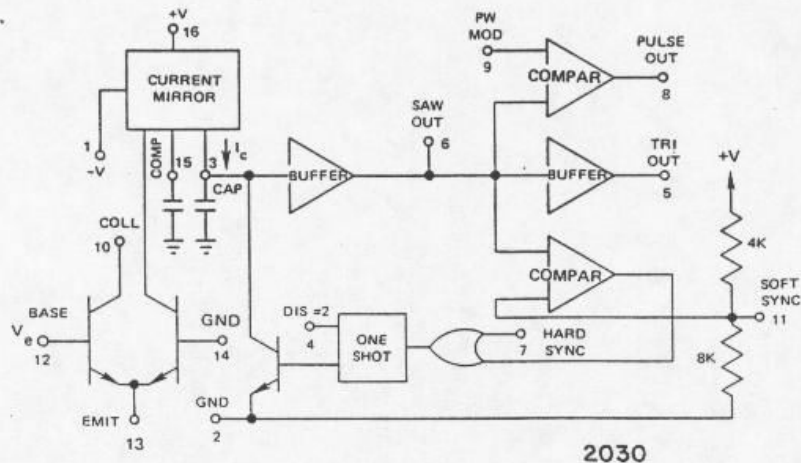 +V
16
CURRENT
MIRROR
1
-V
COMP
15
3
Ic
CAP
BUFFER
SAW
OUT
6
PW
MOD
9
COMPAR
PULSE
OUT
8
BUFFER
TRI
OUT
5
+V
4K
COMPAR
SOFT
SYNC
11
8K
COLL
10
BASE
Ve
12
GND
14
EMIT
13
DIS #2
4
ONE
SHOT
HARD
SYNC
7
GND
2
2030